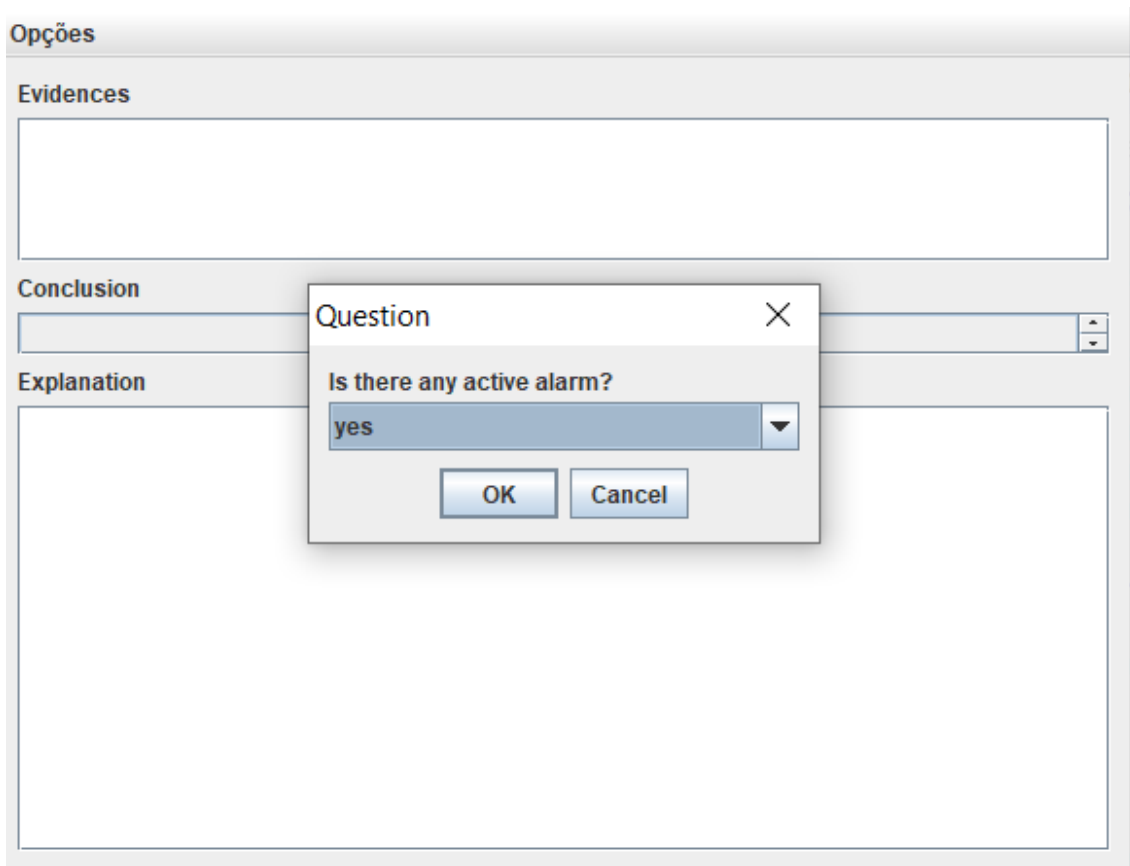 Opções
Evidences
Conclusion
Explanation
Question
Is there any active alarm?
yes
OK
Cancel